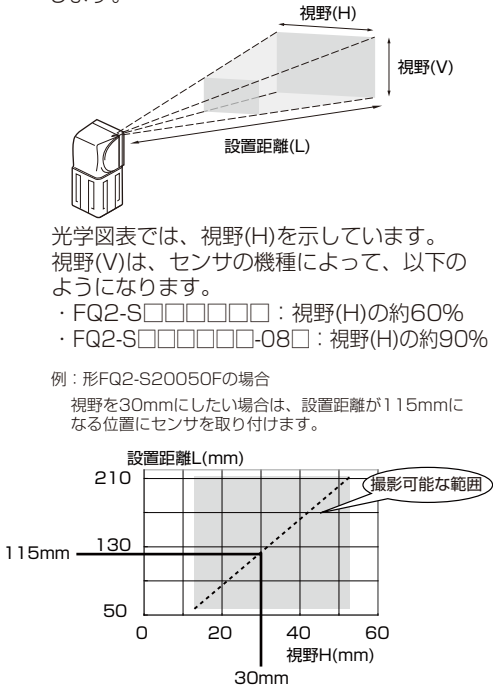 します。
視野(H)
視野(V)
設置距離(L)
光学図表では、視野(H)を示しています。
視野(V)は、センサの機種によって、以下の
ようになります。
・FQ2-S□□□□□□：視野(H)の約60%
・FQ2-S□□□□□□-08□：視野(H)の約90%
例：形FQ2-S20050Fの場合
視野を30mmにしたい場合は、設置距離が115mmに
なる位置にセンサを取り付けます。
設置距離L(mm)
210
撮影可能な範囲
130
115mm
50
0 20 40 60
視野H(mm)
30mm